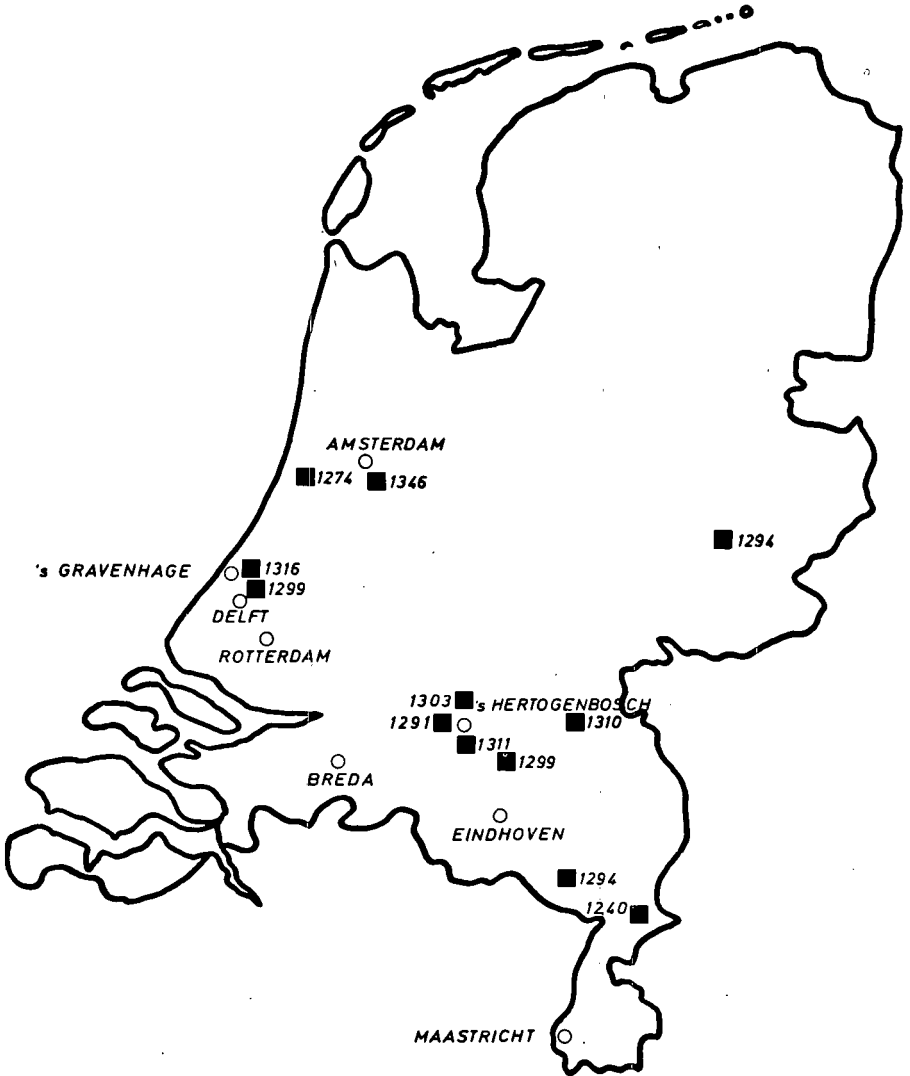 AMSTERDAM
1274
1346
1294
's GRAVENHAGE
1316
1299
DELFT
ROTTERDAM
1303
's HERTOGENBOSCH
1291
1310
1311
1299
BREDA
EINDHOVEN
1294
1240
MAASTRICHT